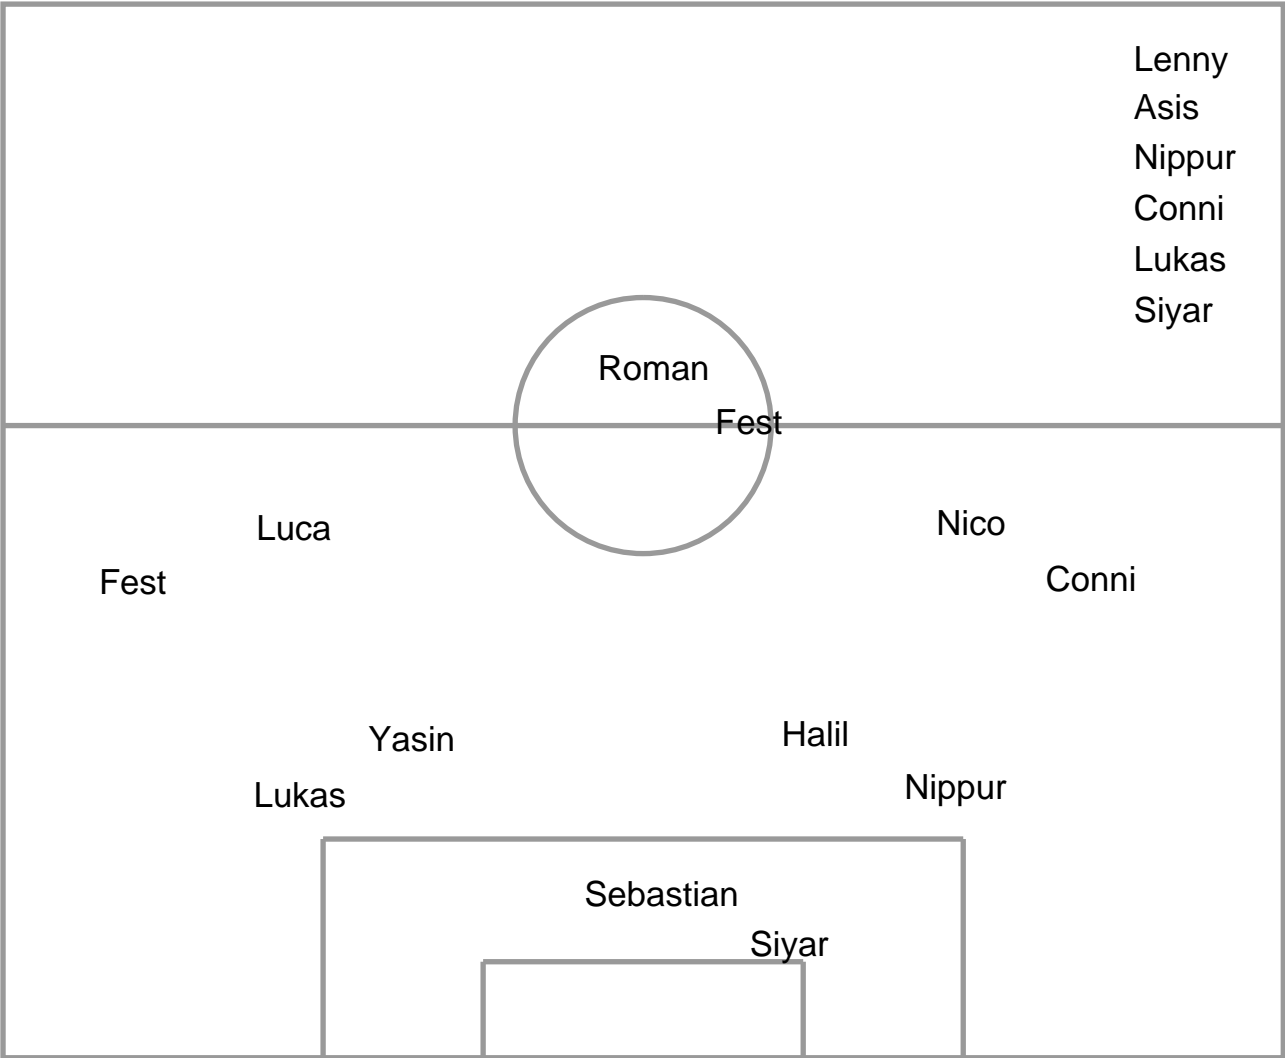 Lenny
Asis
Nippur
Conni
Lukas
Siyar
Roman
Fest
Luca
Nico
Fest
Conni
Yasin
Halil
Lukas
Nippur
Sebastian
Siyar